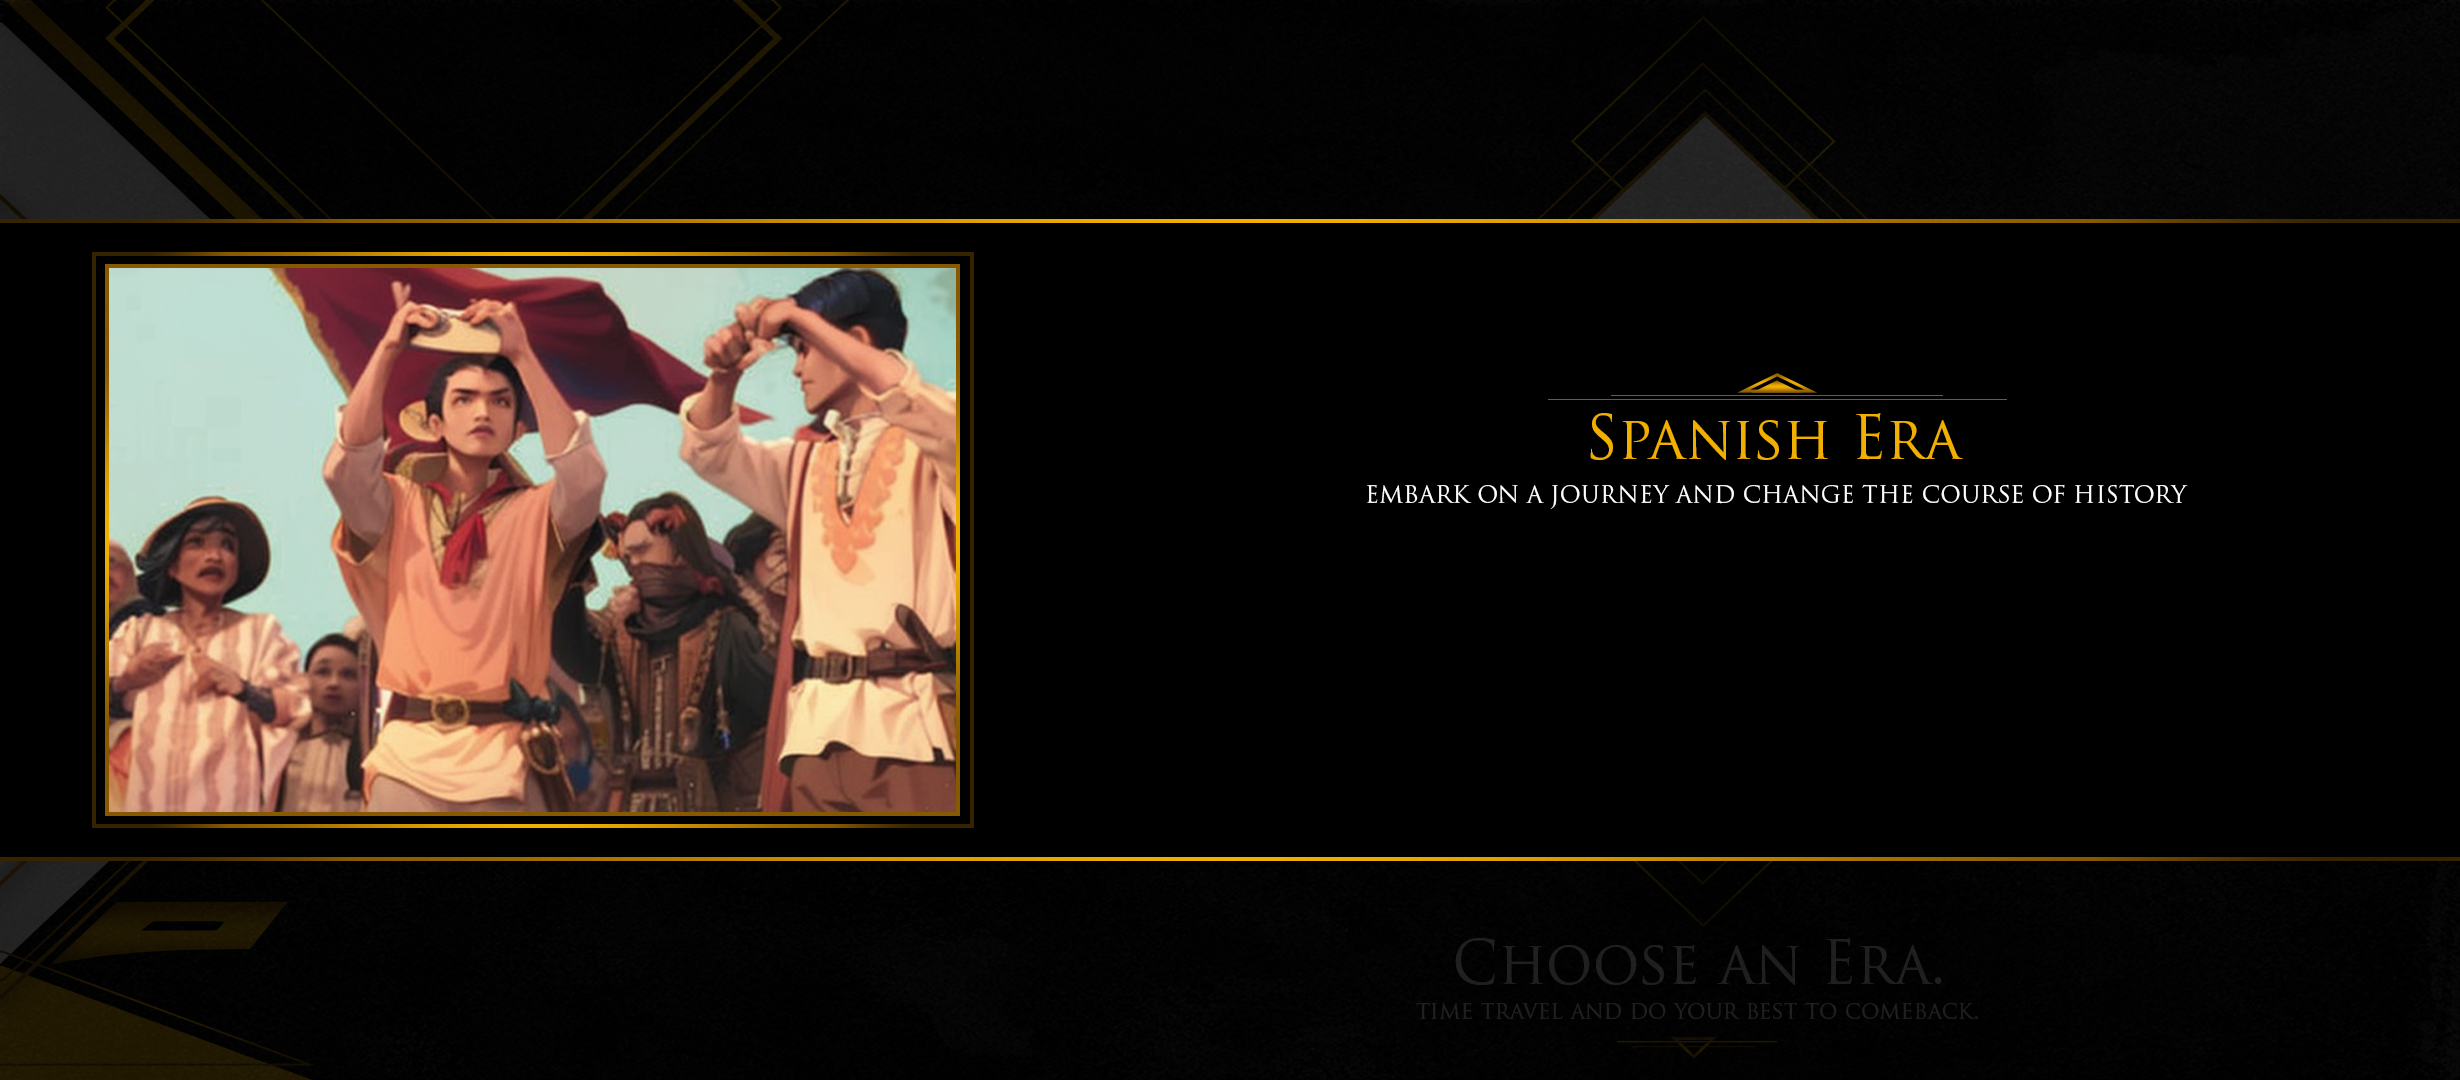 Spanish Era
EMBARK ON A JOURNEY AND CHANGE THE COURSE OF HISTORY
Choose an Era.
TIME TRAVEL AND DO YOUR BEST TO COMEBACK.